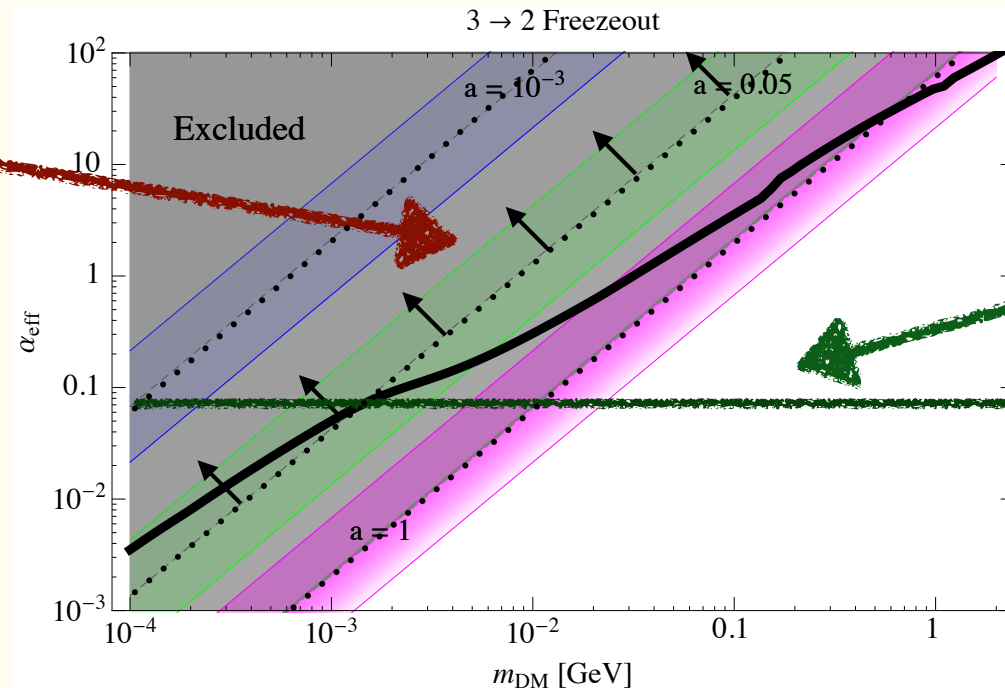 3 → 2 Freezeout
10²
10
1
0.1
10⁻²
10⁻³
α_eff
Excluded
a = 10⁻³
a = 0.05
a = 1
10⁻⁴
10⁻³
10⁻²
0.1
1
m_DM [GeV]